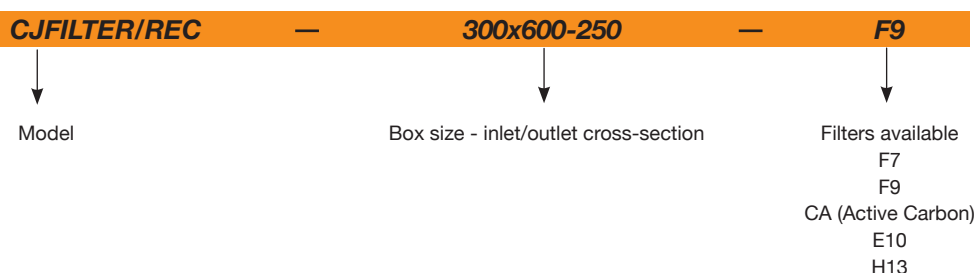 CJFILTER/REC — 300x600-250 — F9
Model Box size - inlet/outlet cross-section Filters available
F7
F9
CA (Active Carbon)
E10
H13